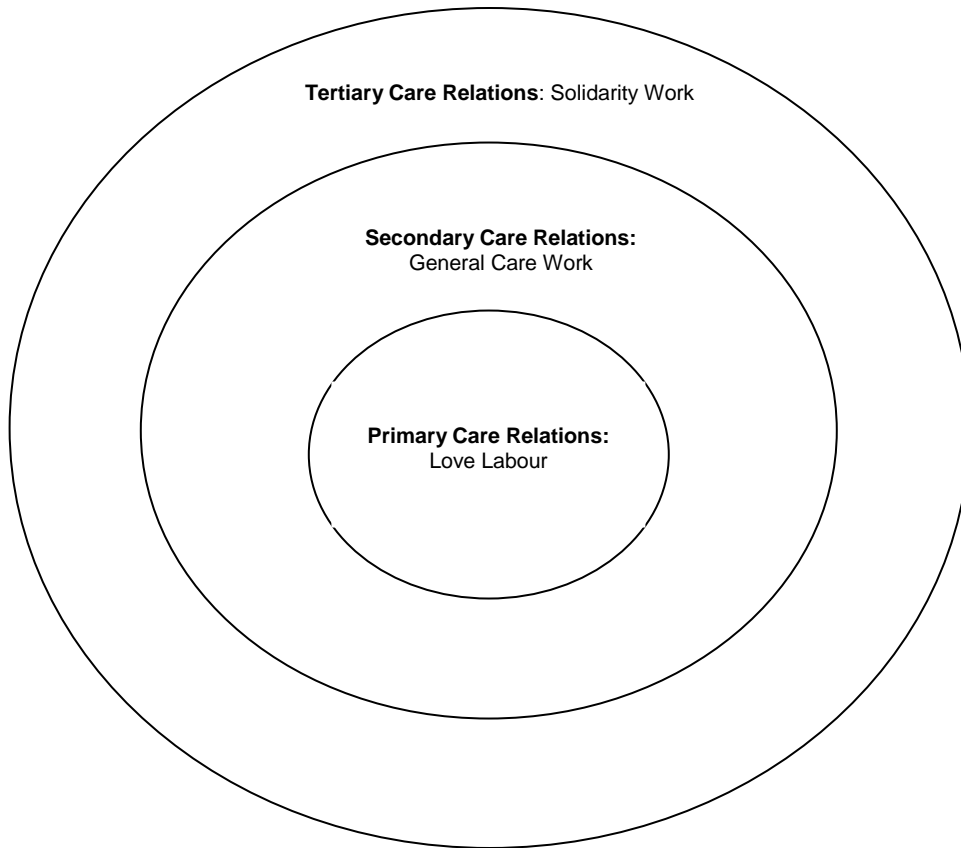 Tertiary Care Relations: Solidarity Work
Secondary Care Relations:
General Care Work
Primary Care Relations:
Love Labour